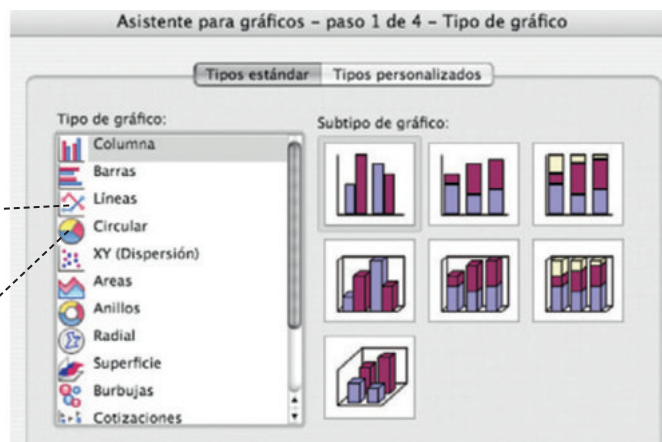 Asistente para gráficos – paso 1 de 4 – Tipo de gráfico
Tipos estándar Tipos personalizados
Tipo de gráfico:
Columna
Barras
Líneas
Circular
XY (Dispersión)
Areas
Anillos
Radial
Superficie
Burbujas
Cotizaciones
Subtipo de gráfico: